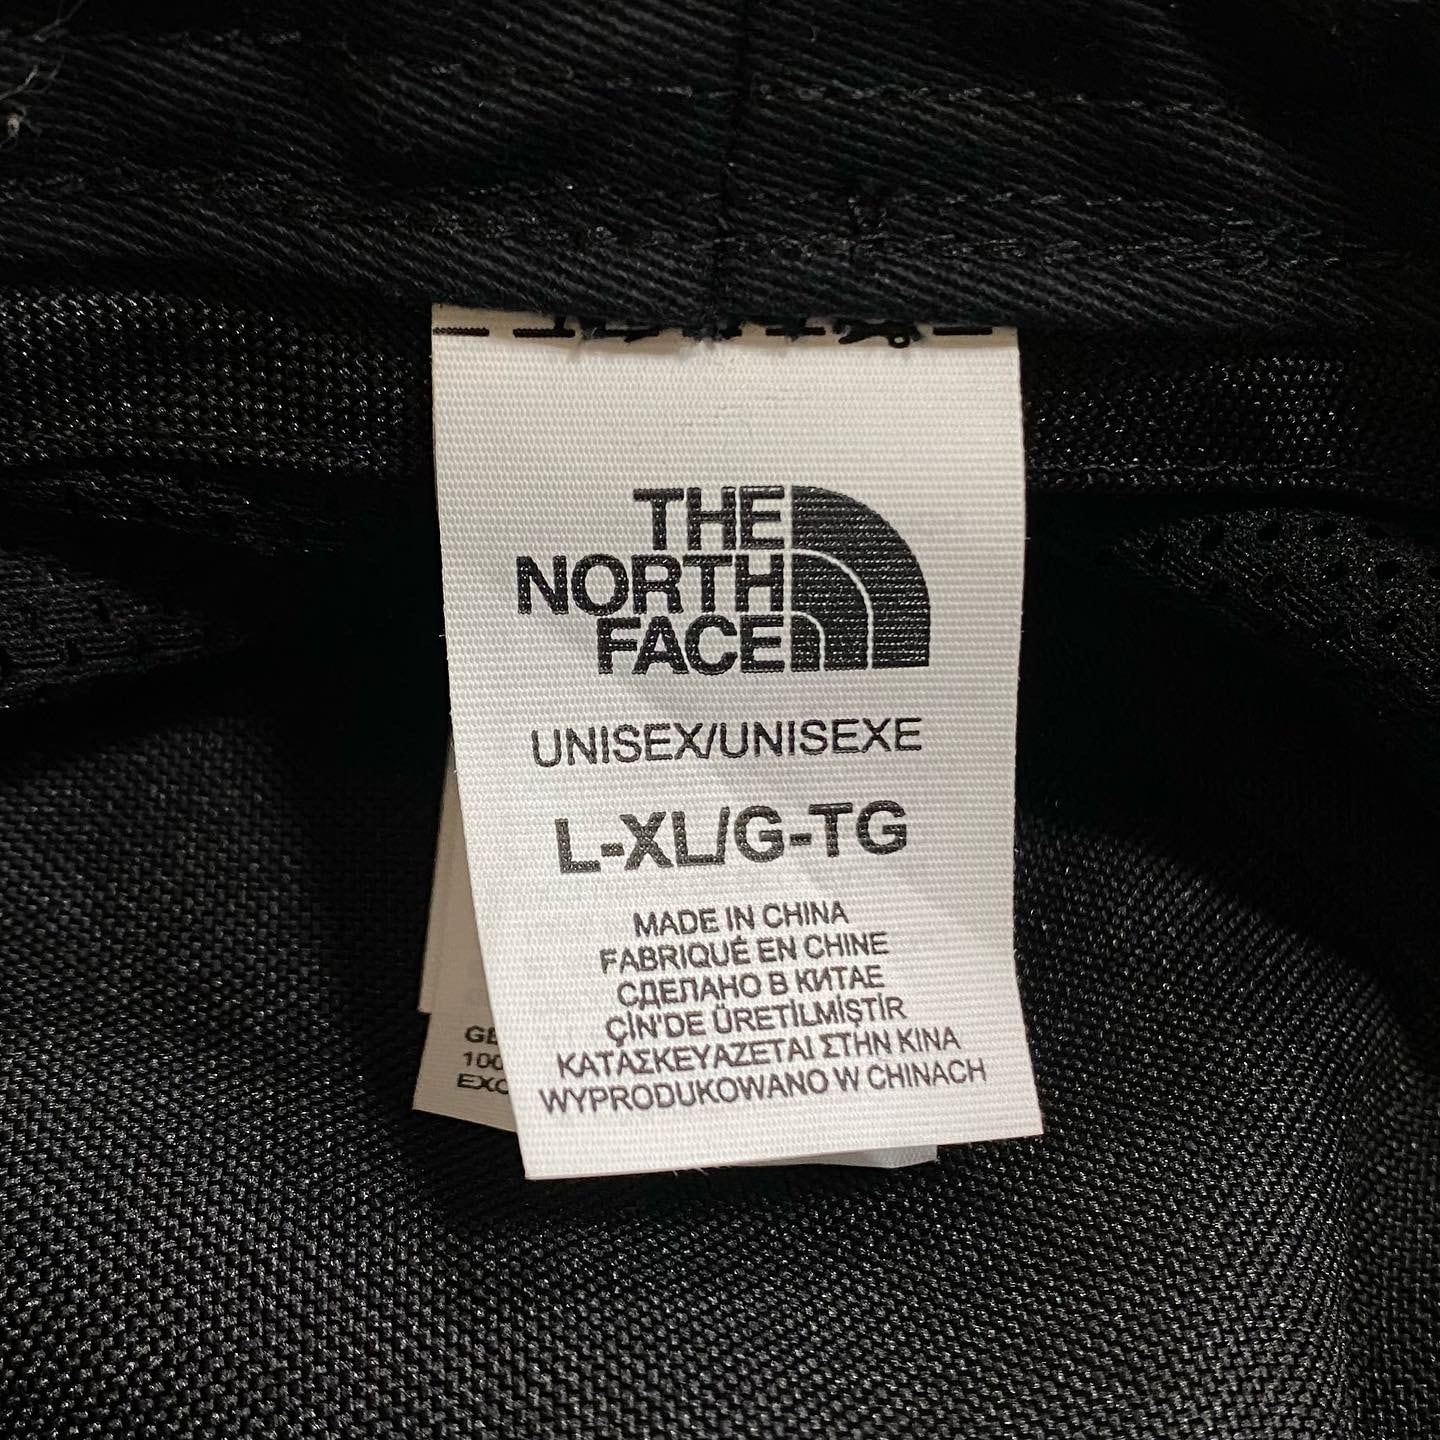 THE
NORTH
FACE
UNISEX/UNISEXE
L-XL/G-TG
MADE IN CHINA
FABRIQUÉ EN CHINE
СДЕЛАНО В КИТАЕ
ÇİN'DE ÜRETİLMİŞTİR
ΚΑΤΑΣΚΕΥΑΖΕΤΑΙ ΣΤΗΝ ΚΙΝΑ
WYPRODUKOWANO W CHINACH
100